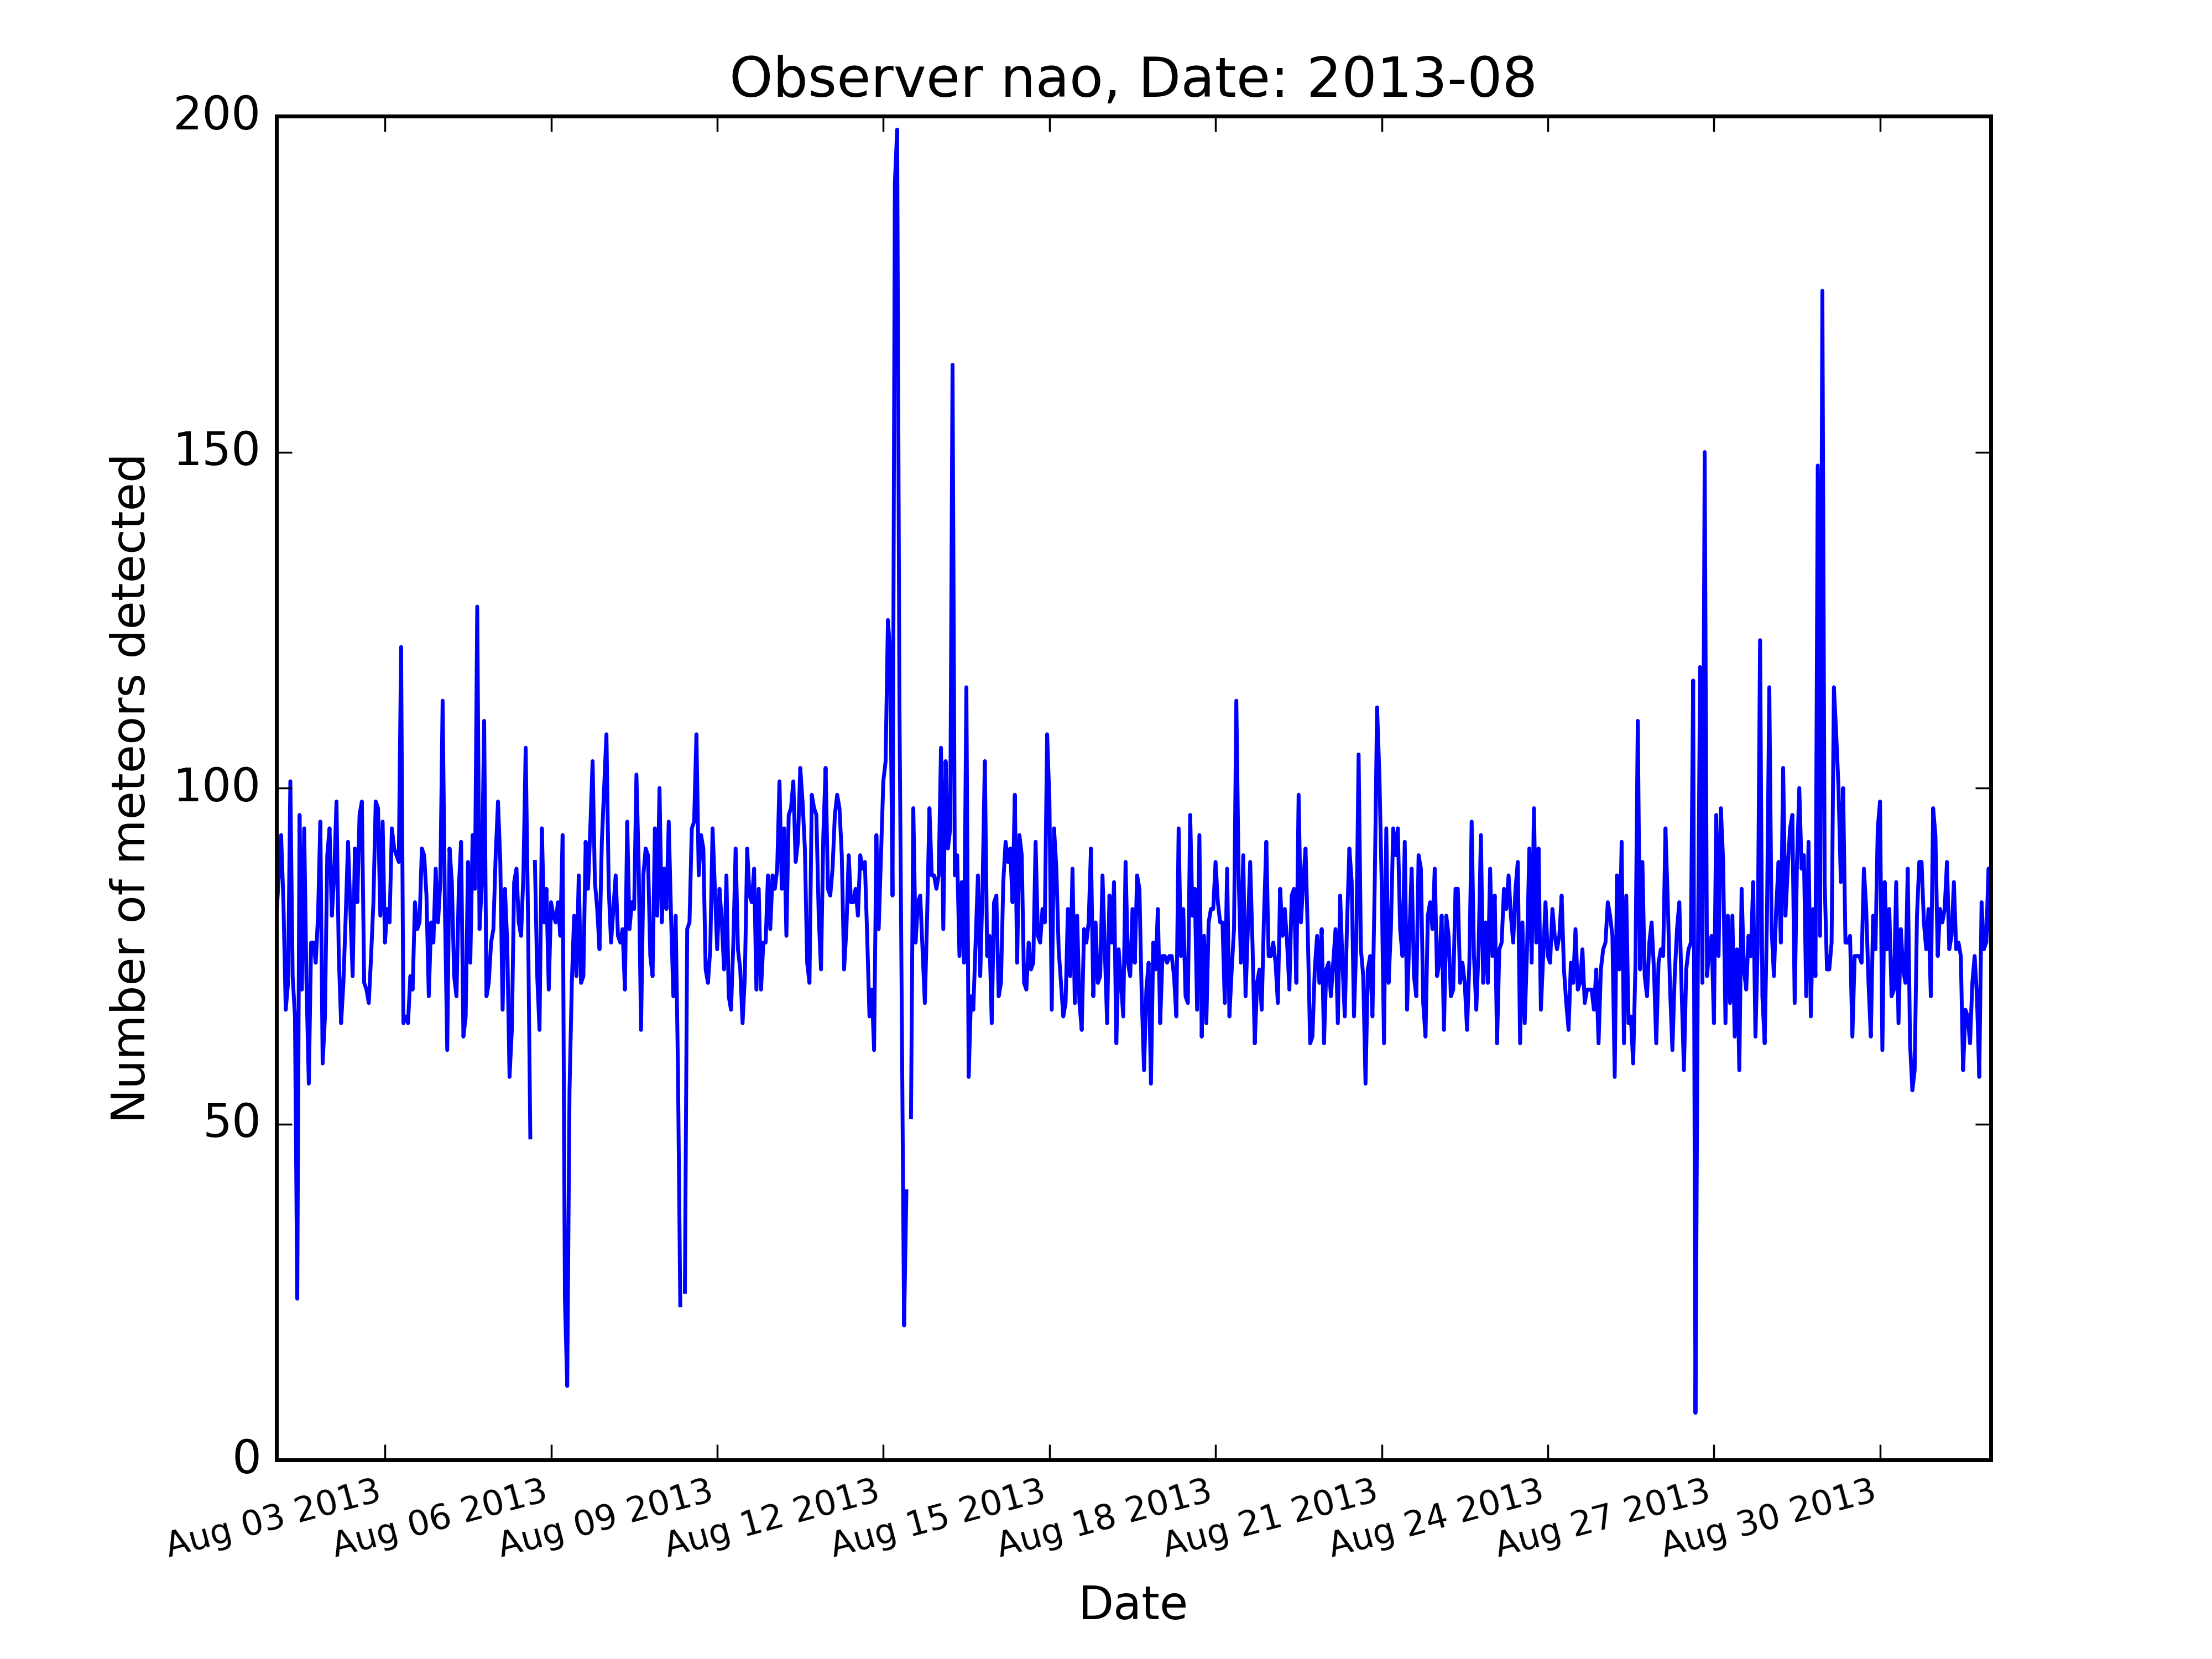 Observer nao, Date: 2013-08
200
150
100
50
0
Number of meteors detected
Aug 03 2013
Aug 06 2013
Aug 09 2013
Aug 12 2013
Aug 15 2013
Aug 18 2013
Aug 21 2013
Aug 24 2013
Aug 27 2013
Aug 30 2013
Date